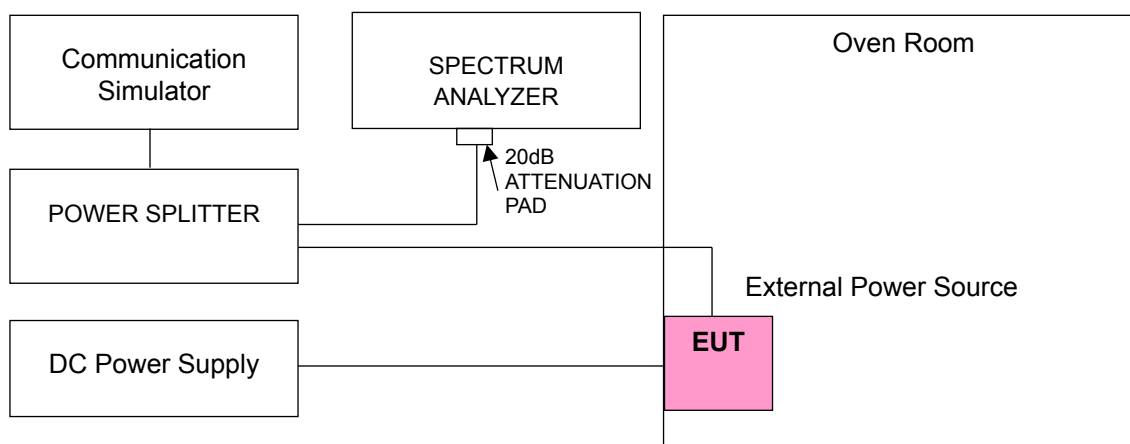 Communication
Simulator
SPECTRUM
ANALYZER
Oven Room
20dB
ATTENUATION
PAD
POWER SPLITTER
External Power Source
EUT
DC Power Supply